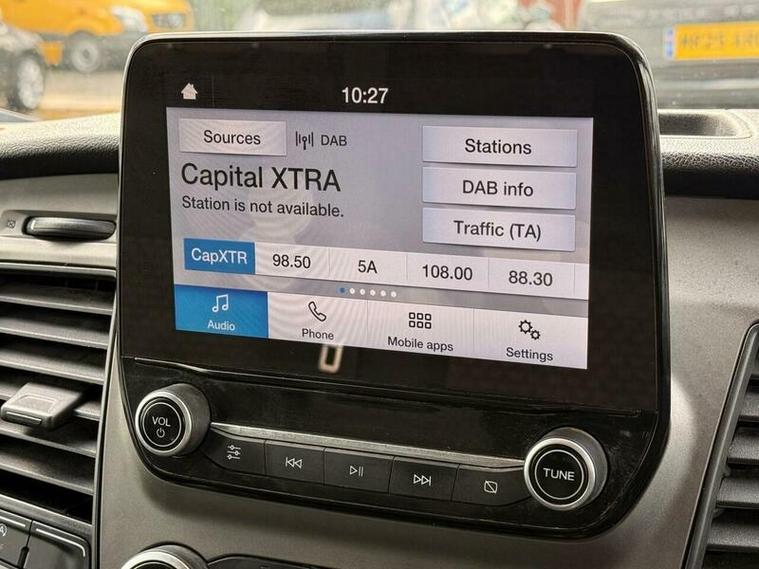 10:27
Sources
DAB
Stations
Capital XTRA
DAB info
Station is not available.
Traffic (TA)
CapXTR
98.50
5A
108.00
88.30
Audio
Phone
Mobile apps
Settings
VOL
TUNE